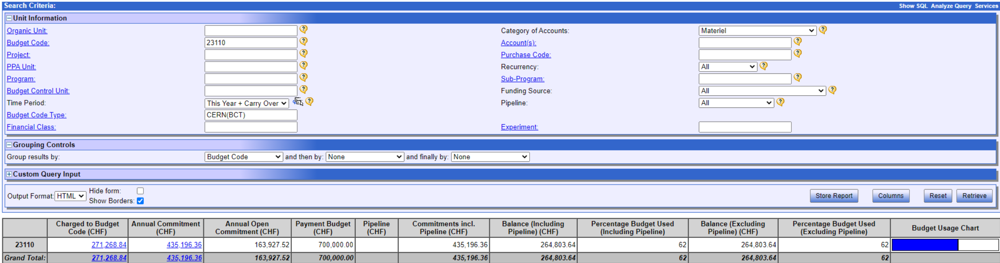 Search Criteria:
Show SQL Analyze Query Services
Unit Information
Organic Unit: Category of Accounts: Materiel
Budget Code: 23110 Account(s):
Project: Purchase Code:
PPA Unit: Recurrency: All
Program: Sub-Program:
Budget Control Unit: Funding Source: All
Time Period: This Year + Carry Over Pipeline: All
Budget Code Type: CERN(BCT)
Financial Class: Experiment:
Grouping Controls
Group results by: Budget Code and then by: None and finally by: None
Custom Query Input
Output Format: HTML Hide form:
Show Borders:
Store Report Columns Reset Retrieve
Charged to Budget Code (CHF) Annual Commitment (CHF) Annual Open Commitment (CHF) Payment Budget (CHF) Pipeline (CHF) Commitments incl. Pipeline (CHF) Balance (Including Pipeline) (CHF) Percentage Budget Used (Including Pipeline) Balance (Excluding Pipeline) (CHF) Percentage Budget Used (Excluding Pipeline) Budget Usage Chart
23110 271,268.84 435,196.36 163,927.52 700,000.00 435,196.36 264,803.64 62 264,803.64 62
Grand Total: 271,268.84 435,196.36 163,927.52 700,000.00 435,196.36 264,803.64 62 264,803.64 62